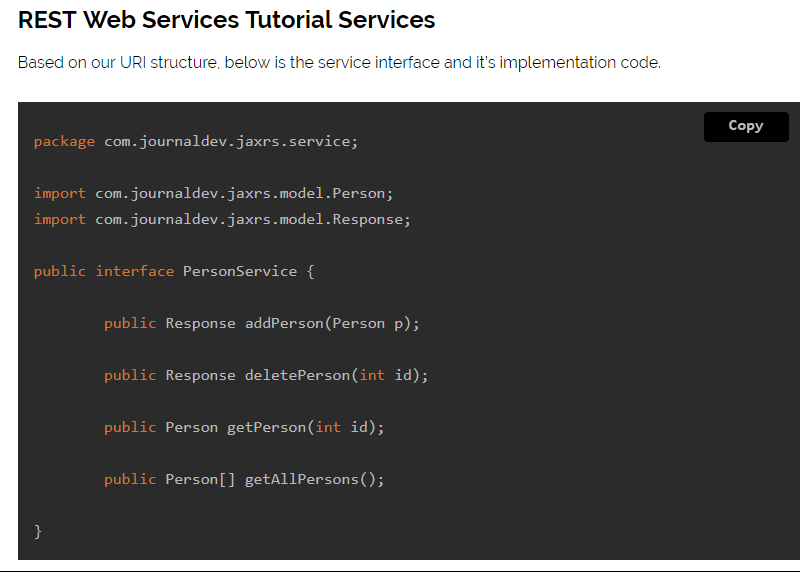 REST Web Services Tutorial Services
Based on our URI structure, below is the service interface and it's implementation code.
Copy
package com.journaldev.jaxrs.service;
import com.journaldev.jaxrs.model.Person;
import com.journaldev.jaxrs.model.Response;
public interface PersonService {
public Response addPerson(Person p);
public Response deletePerson(int id);
public Person getPerson(int id);
public Person[] getAllPersons();
}